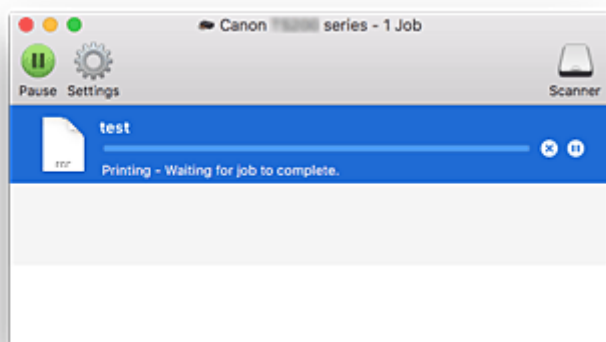 Canon series - 1 Job
Pause Settings Scanner
test
Printing - Waiting for job to complete.